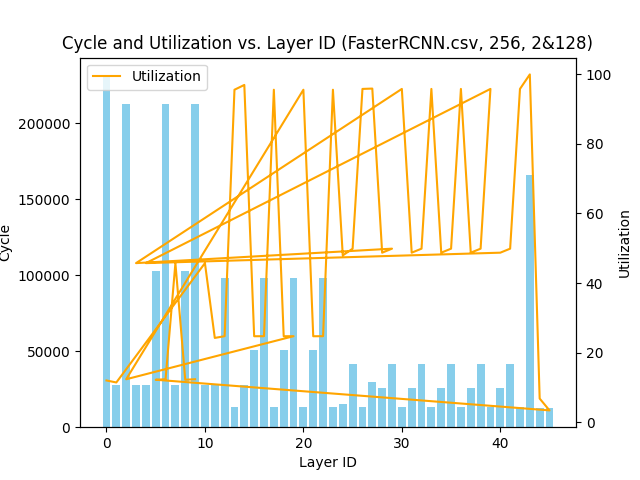 Cycle and Utilization vs. Layer ID (FasterRCNN.csv, 256, 2&128)
Utilization
200000
150000
100000
50000
0
Cycle
100
80
60
40
20
0
Utilization
0 10 20 30 40
Layer ID